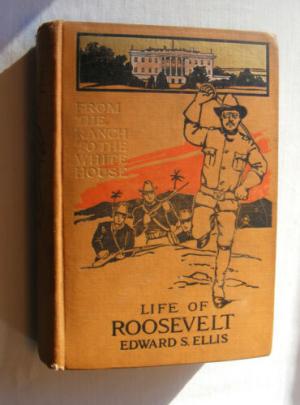 FROM
THE
RANCH
TO THE
WHITE
HOUSE
LIFE OF
ROOSEVELT
EDWARD S. ELLIS